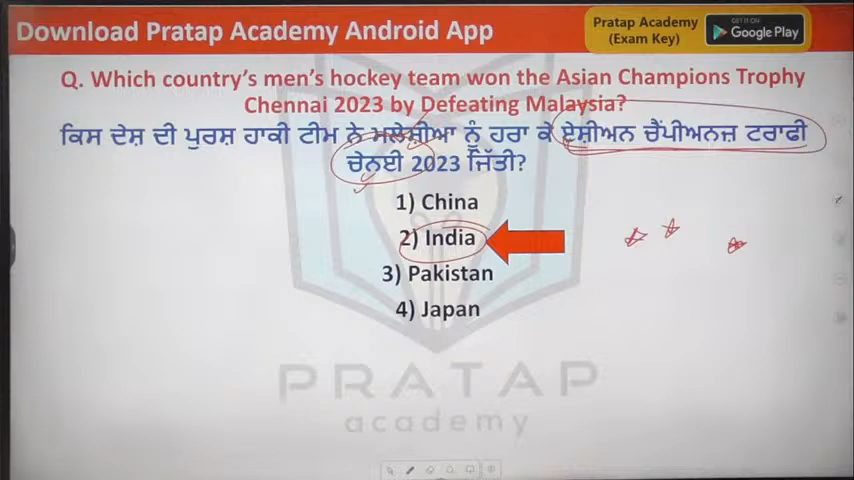 Download Pratap Academy Android App
Pratap Academy
(Exam Key)
GET IT ON
Google Play
Q. Which country's men's hockey team won the Asian Champions Trophy
Chennai 2023 by Defeating Malaysia?
ਕਿਸ ਦੇਸ਼ ਦੀ ਪੁਰਸ਼ ਹਾਕੀ ਟੀਮ ਨੇ ਮਲੇਸ਼ੀਆ ਨੂੰ ਹਰਾ ਕੇ ਏਸ਼ੀਅਨ ਚੈਂਪੀਅਨਜ਼ ਟਰਾਫੀ
ਚੇਨਈ 2023 ਜਿੱਤੀ?
1) China
2) India
3) Pakistan
4) Japan
PRATAP
academy